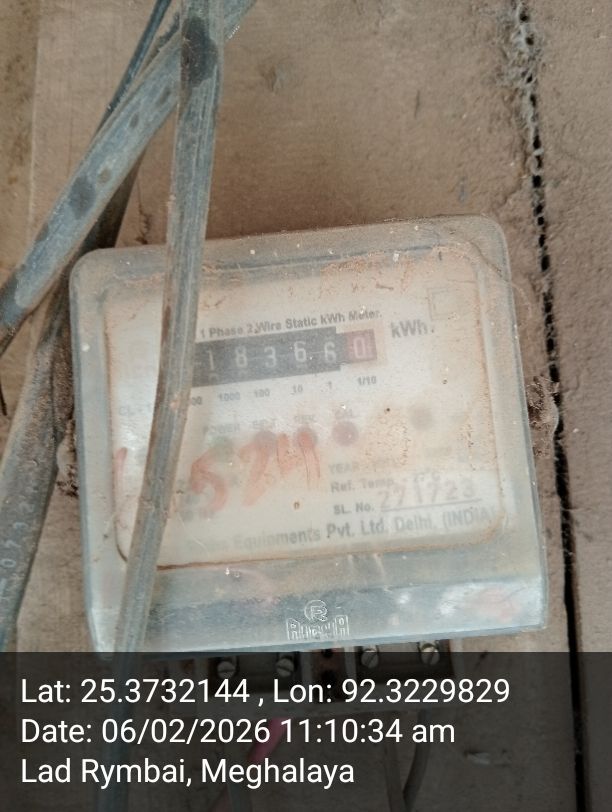 1 Phase 2 Wire Static kWh Meter.
1 8 3 6 6 0 kWh.
1000 100 10 1 1/10
POWER
524
YEAR
Ref. Temp.
SL. No. 271723
Equipments Pvt. Ltd. Delhi, (INDIA)
Lat: 25.3732144 , Lon: 92.3229829
Date: 06/02/2026 11:10:34 am
Lad Rymbai, Meghalaya